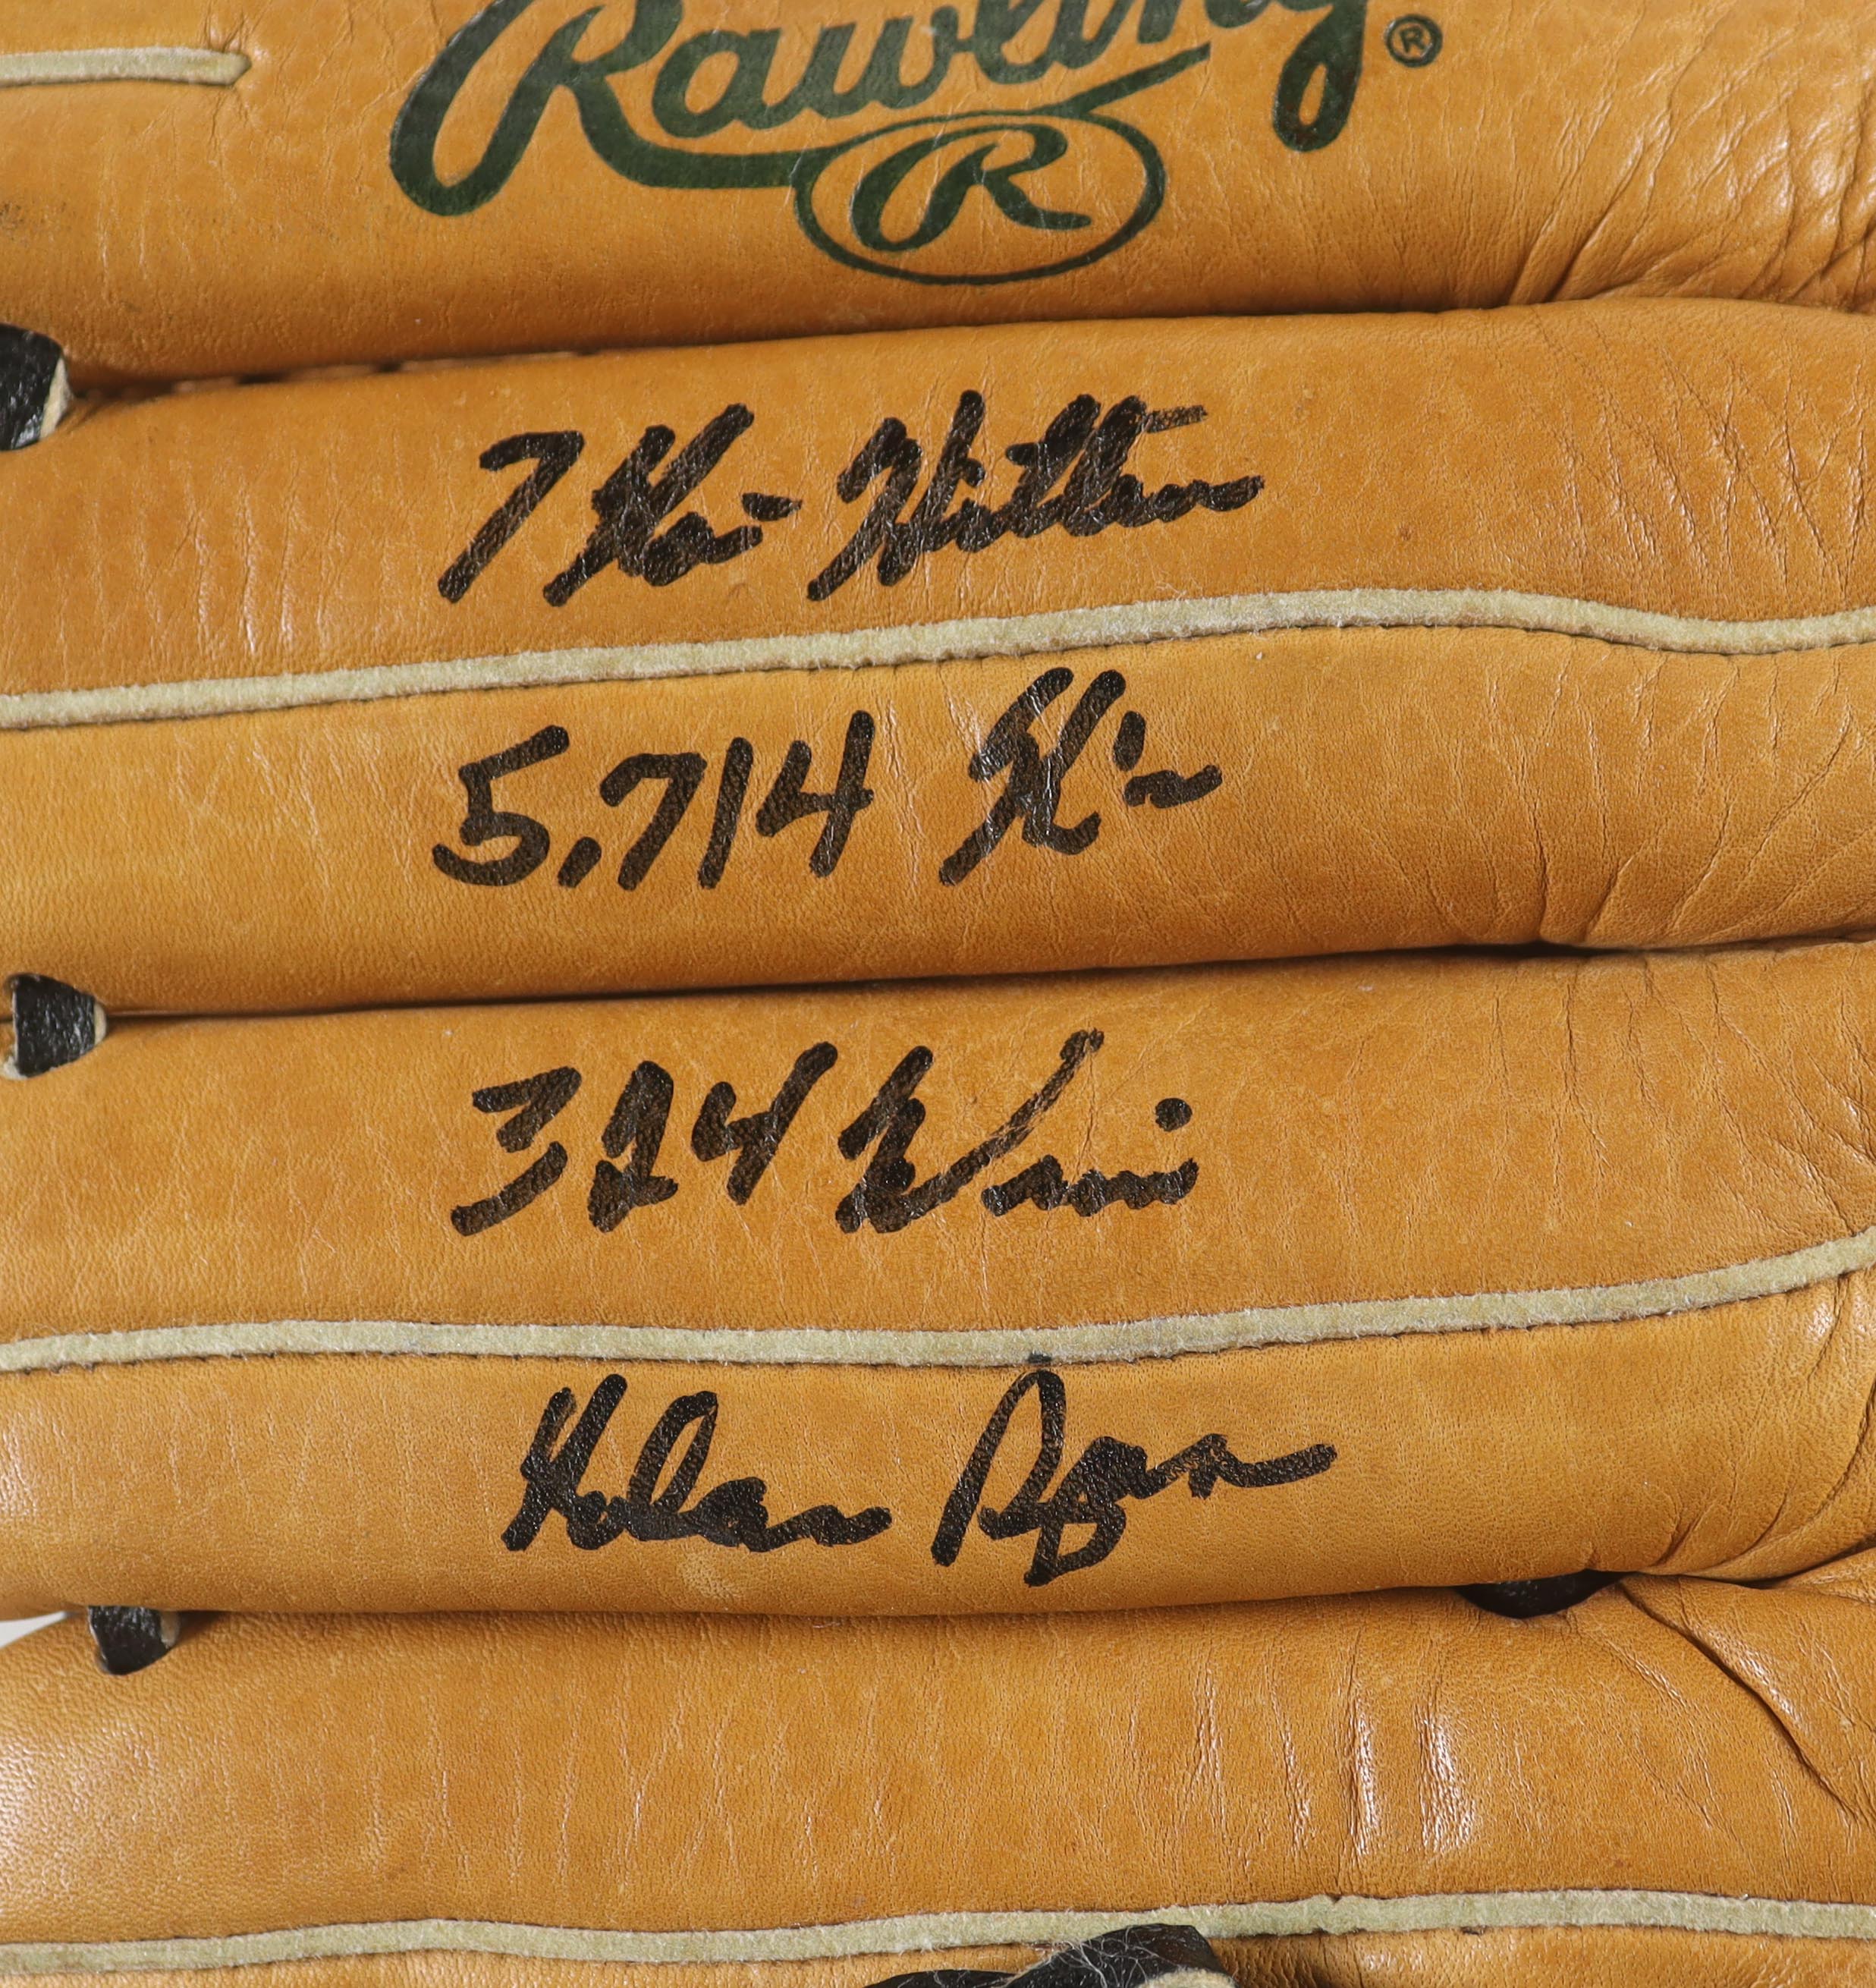 Rawlings ®
R
7 No-Hitters
5,714 K's
324 Wins
Nolan Ryan